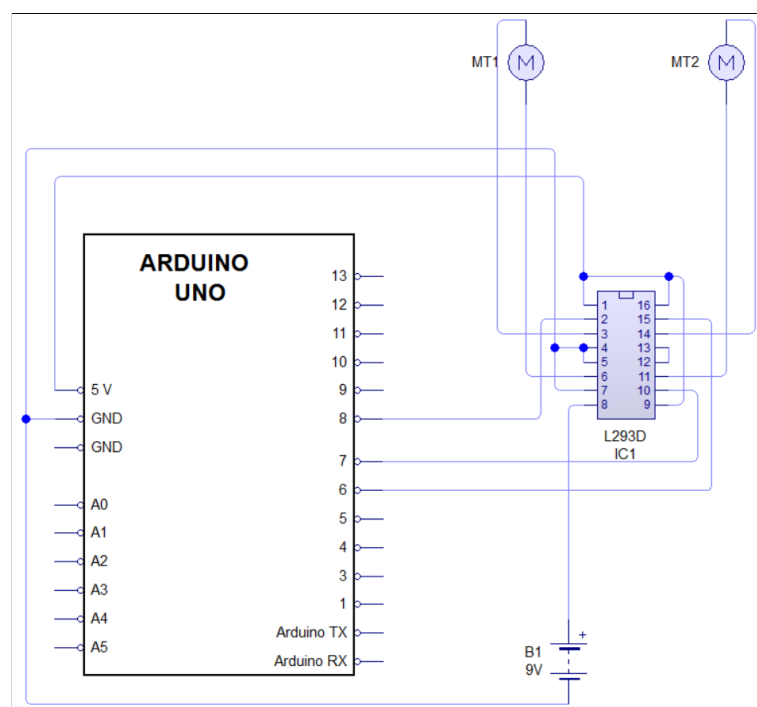 MT1 M
MT2 M
ARDUINO
UNO
13
12
11
10
9
8
7
6
5
4
3
1
Arduino TX
Arduino RX
5 V
GND
GND
A0
A1
A2
A3
A4
A5
1 16
2 15
3 14
4 13
5 12
6 11
7 10
8 9
L293D
IC1
B1 +
9V